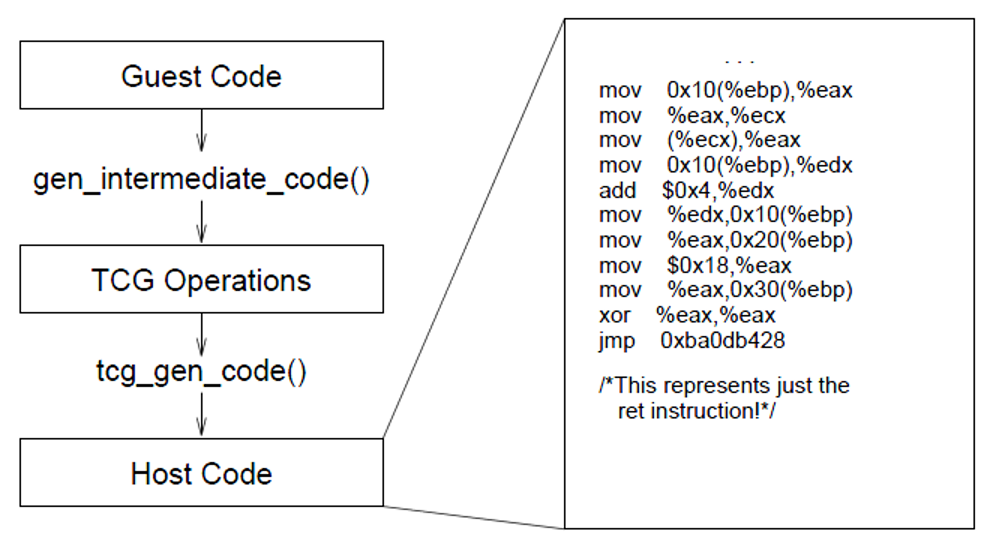 Guest Code
gen_intermediate_code()
TCG Operations
tcg_gen_code()
Host Code
. . .
mov 0x10(%ebp),%eax
mov %eax,%ecx
mov (%ecx),%eax
mov 0x10(%ebp),%edx
add $0x4,%edx
mov %edx,0x10(%ebp)
mov %eax,0x20(%ebp)
mov $0x18,%eax
mov %eax,0x30(%ebp)
xor %eax,%eax
jmp 0xba0db428
/*This represents just the
ret instruction!*/